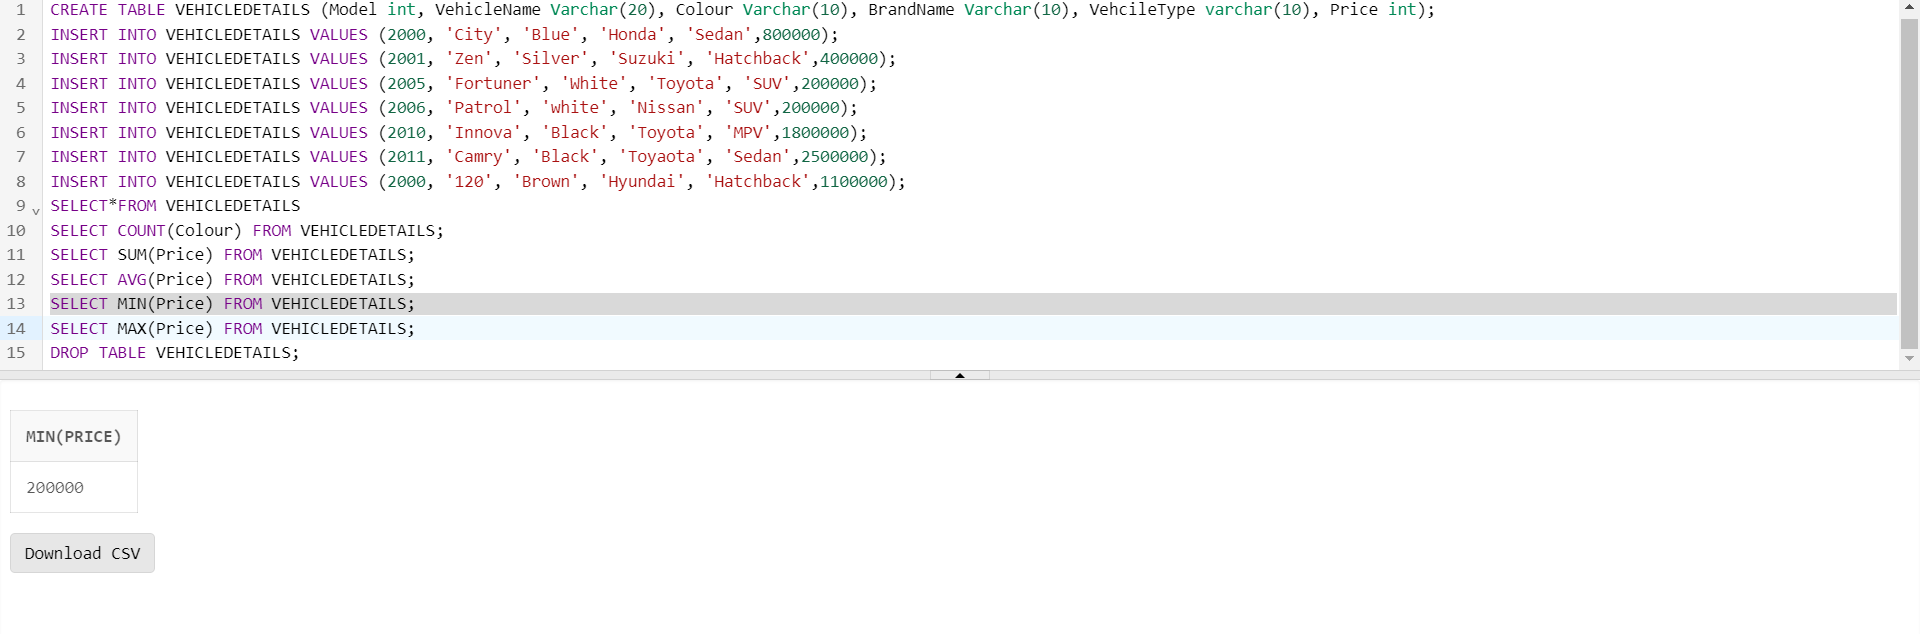 1 CREATE TABLE VEHICLEDETAILS (Model int, VehicleName Varchar(20), Colour Varchar(10), BrandName Varchar(10), VehcileType varchar(10), Price int);
2 INSERT INTO VEHICLEDETAILS VALUES (2000, 'City', 'Blue', 'Honda', 'Sedan',800000);
3 INSERT INTO VEHICLEDETAILS VALUES (2001, 'Zen', 'Silver', 'Suzuki', 'Hatchback',400000);
4 INSERT INTO VEHICLEDETAILS VALUES (2005, 'Fortuner', 'White', 'Toyota', 'SUV',200000);
5 INSERT INTO VEHICLEDETAILS VALUES (2006, 'Patrol', 'white', 'Nissan', 'SUV',200000);
6 INSERT INTO VEHICLEDETAILS VALUES (2010, 'Innova', 'Black', 'Toyota', 'MPV',1800000);
7 INSERT INTO VEHICLEDETAILS VALUES (2011, 'Camry', 'Black', 'Toyaota', 'Sedan',2500000);
8 INSERT INTO VEHICLEDETAILS VALUES (2000, '120', 'Brown', 'Hyundai', 'Hatchback',1100000);
9 SELECT*FROM VEHICLEDETAILS
10 SELECT COUNT(Colour) FROM VEHICLEDETAILS;
11 SELECT SUM(Price) FROM VEHICLEDETAILS;
12 SELECT AVG(Price) FROM VEHICLEDETAILS;
13 SELECT MIN(Price) FROM VEHICLEDETAILS;
14 SELECT MAX(Price) FROM VEHICLEDETAILS;
15 DROP TABLE VEHICLEDETAILS;
MIN(PRICE)
200000
Download CSV